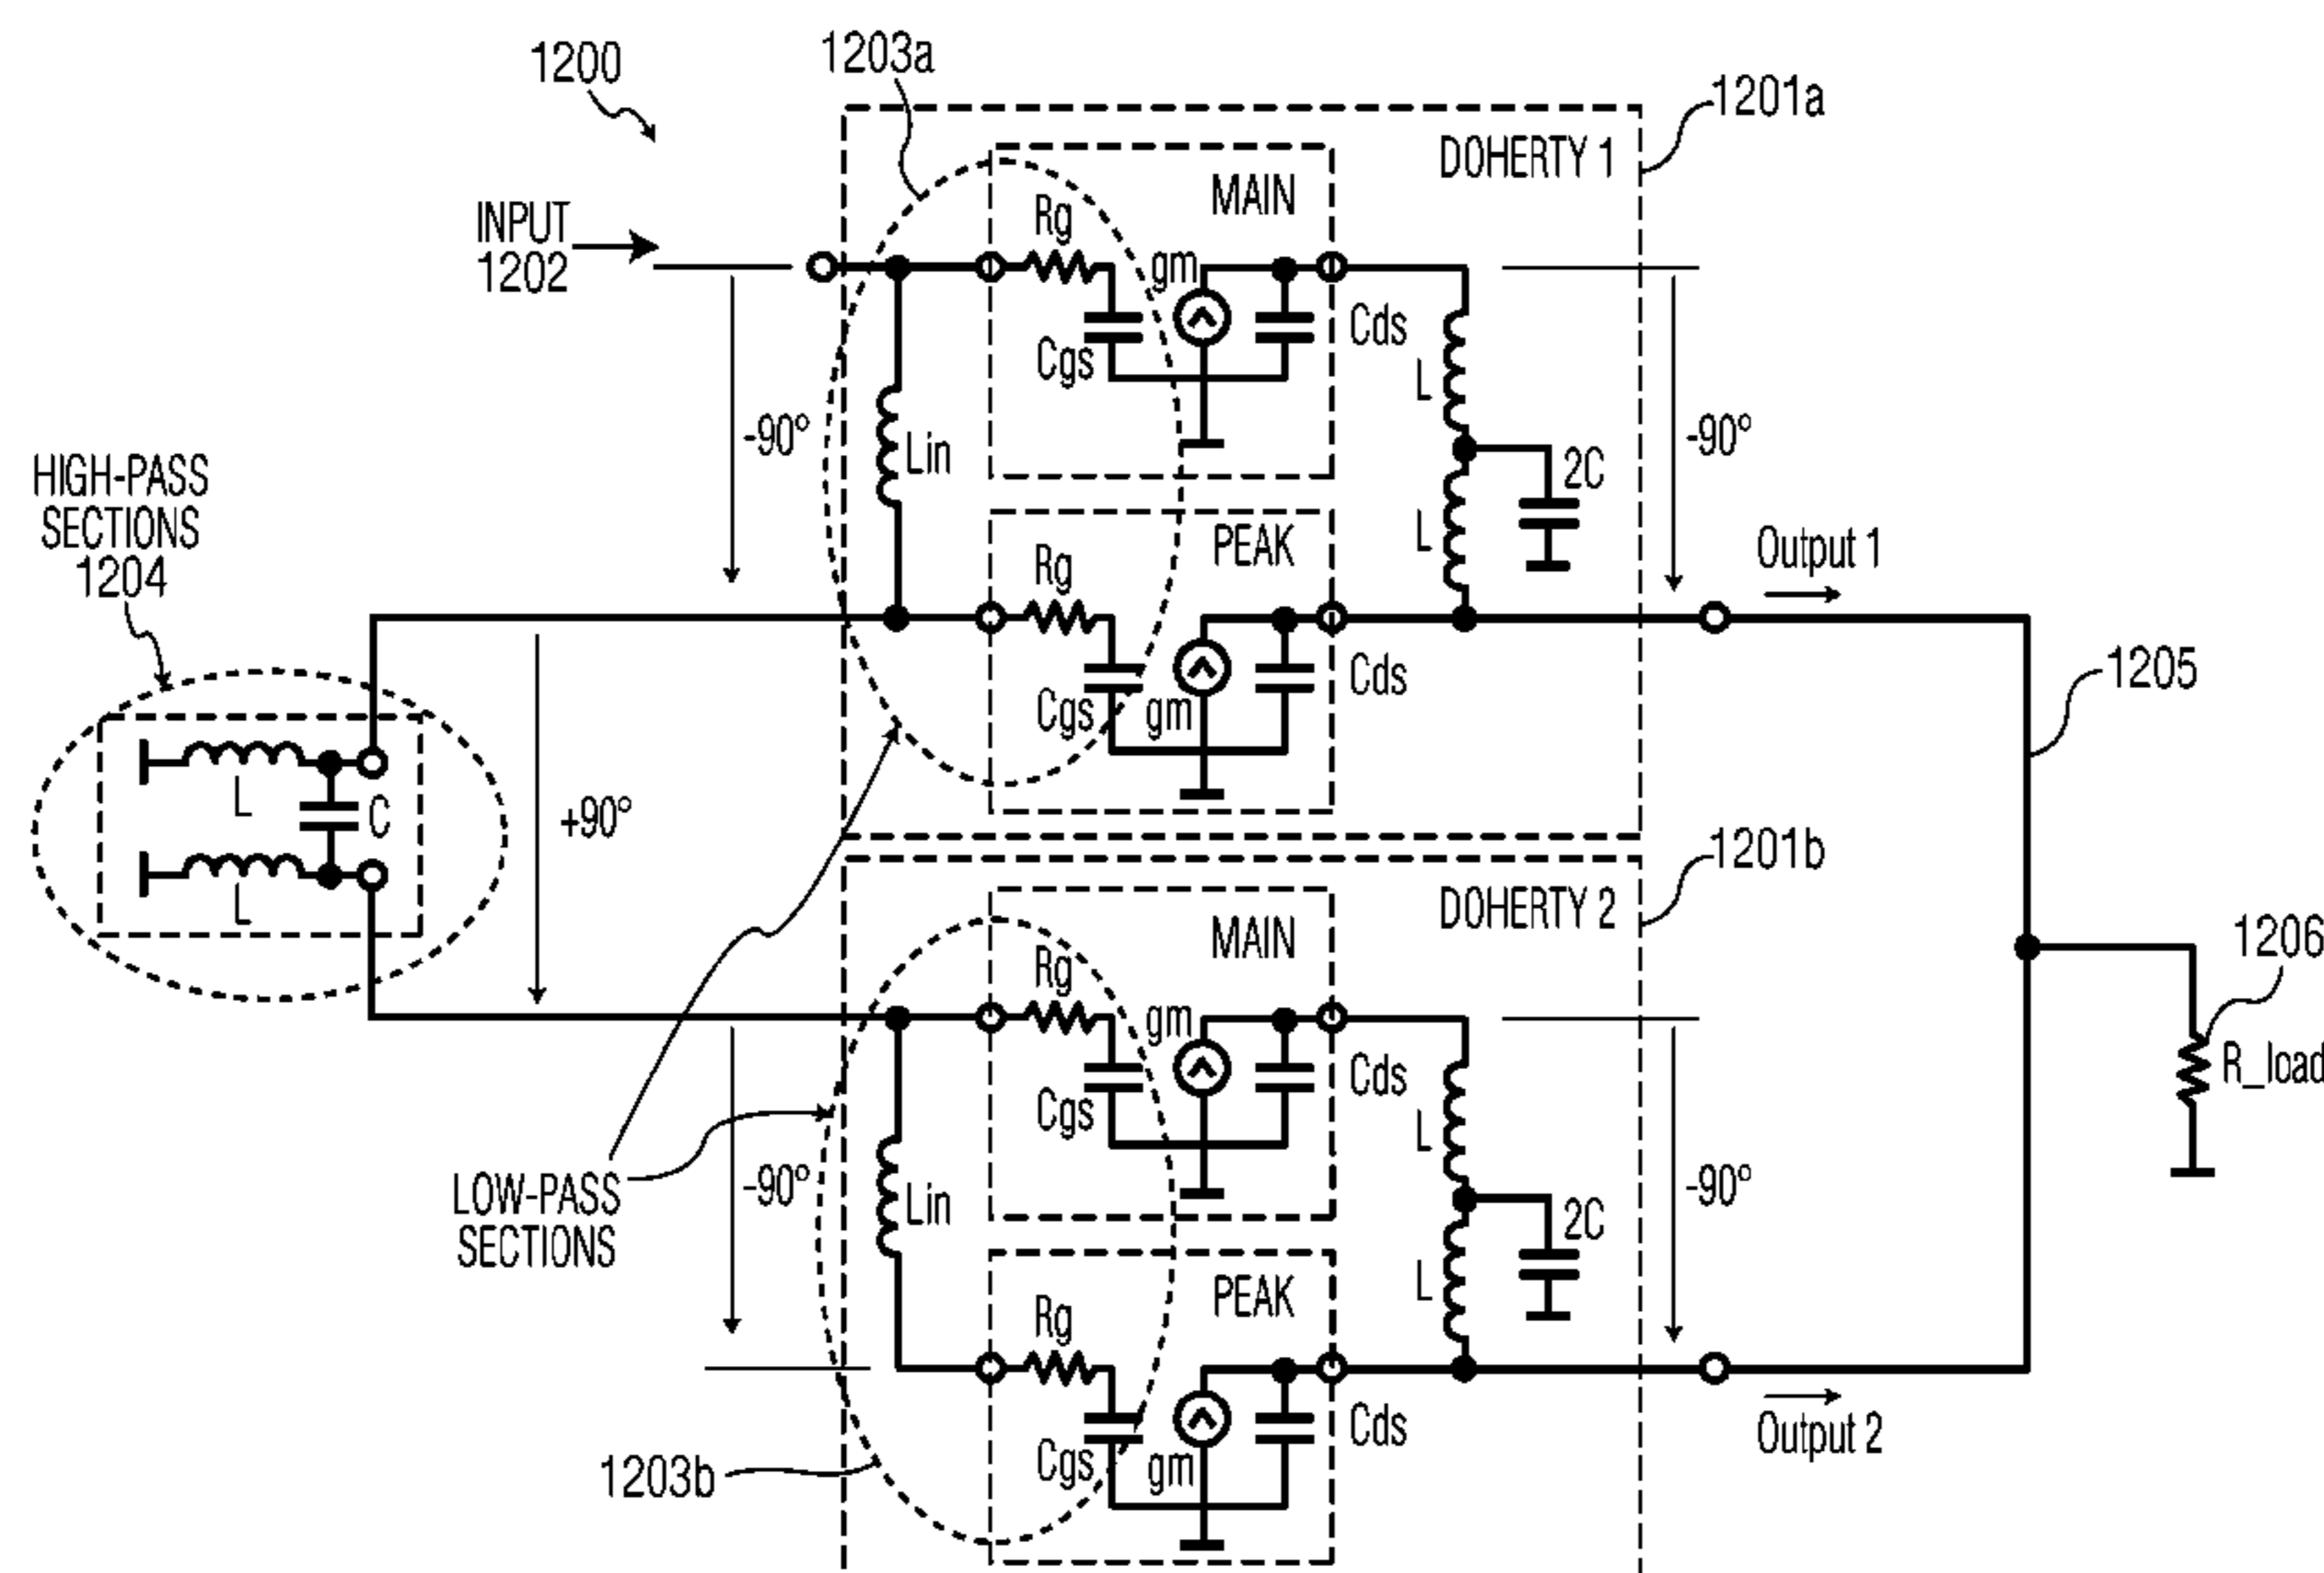 1200
1203a
1201a
DOHERTY 1
INPUT
1202
MAIN
Rg
gm
Cgs
Cds
L
-90°
Lin
-90°
2C
HIGH-PASS
SECTIONS
1204
PEAK
Rg
L
Output 1
Cgs
gm
Cds
1205
L
C
L
+90°
1201b
DOHERTY 2
MAIN
Rg
gm
Cgs
Cds
L
1206
R_load
LOW-PASS
SECTIONS
-90°
Lin
-90°
2C
PEAK
Rg
L
Cgs
gm
Cds
Output 2
1203b